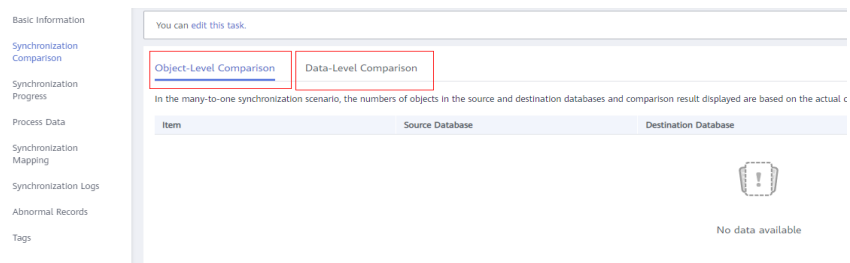 Basic Information
Synchronization
Comparison
Synchronization
Progress
Process Data
Synchronization
Mapping
Synchronization Logs
Abnormal Records
Tags
You can edit this task.
Object-Level Comparison Data-Level Comparison
In the many-to-one synchronization scenario, the numbers of objects in the source and destination databases and comparison result displayed are based on the actual
Item Source Database Destination Database
No data available